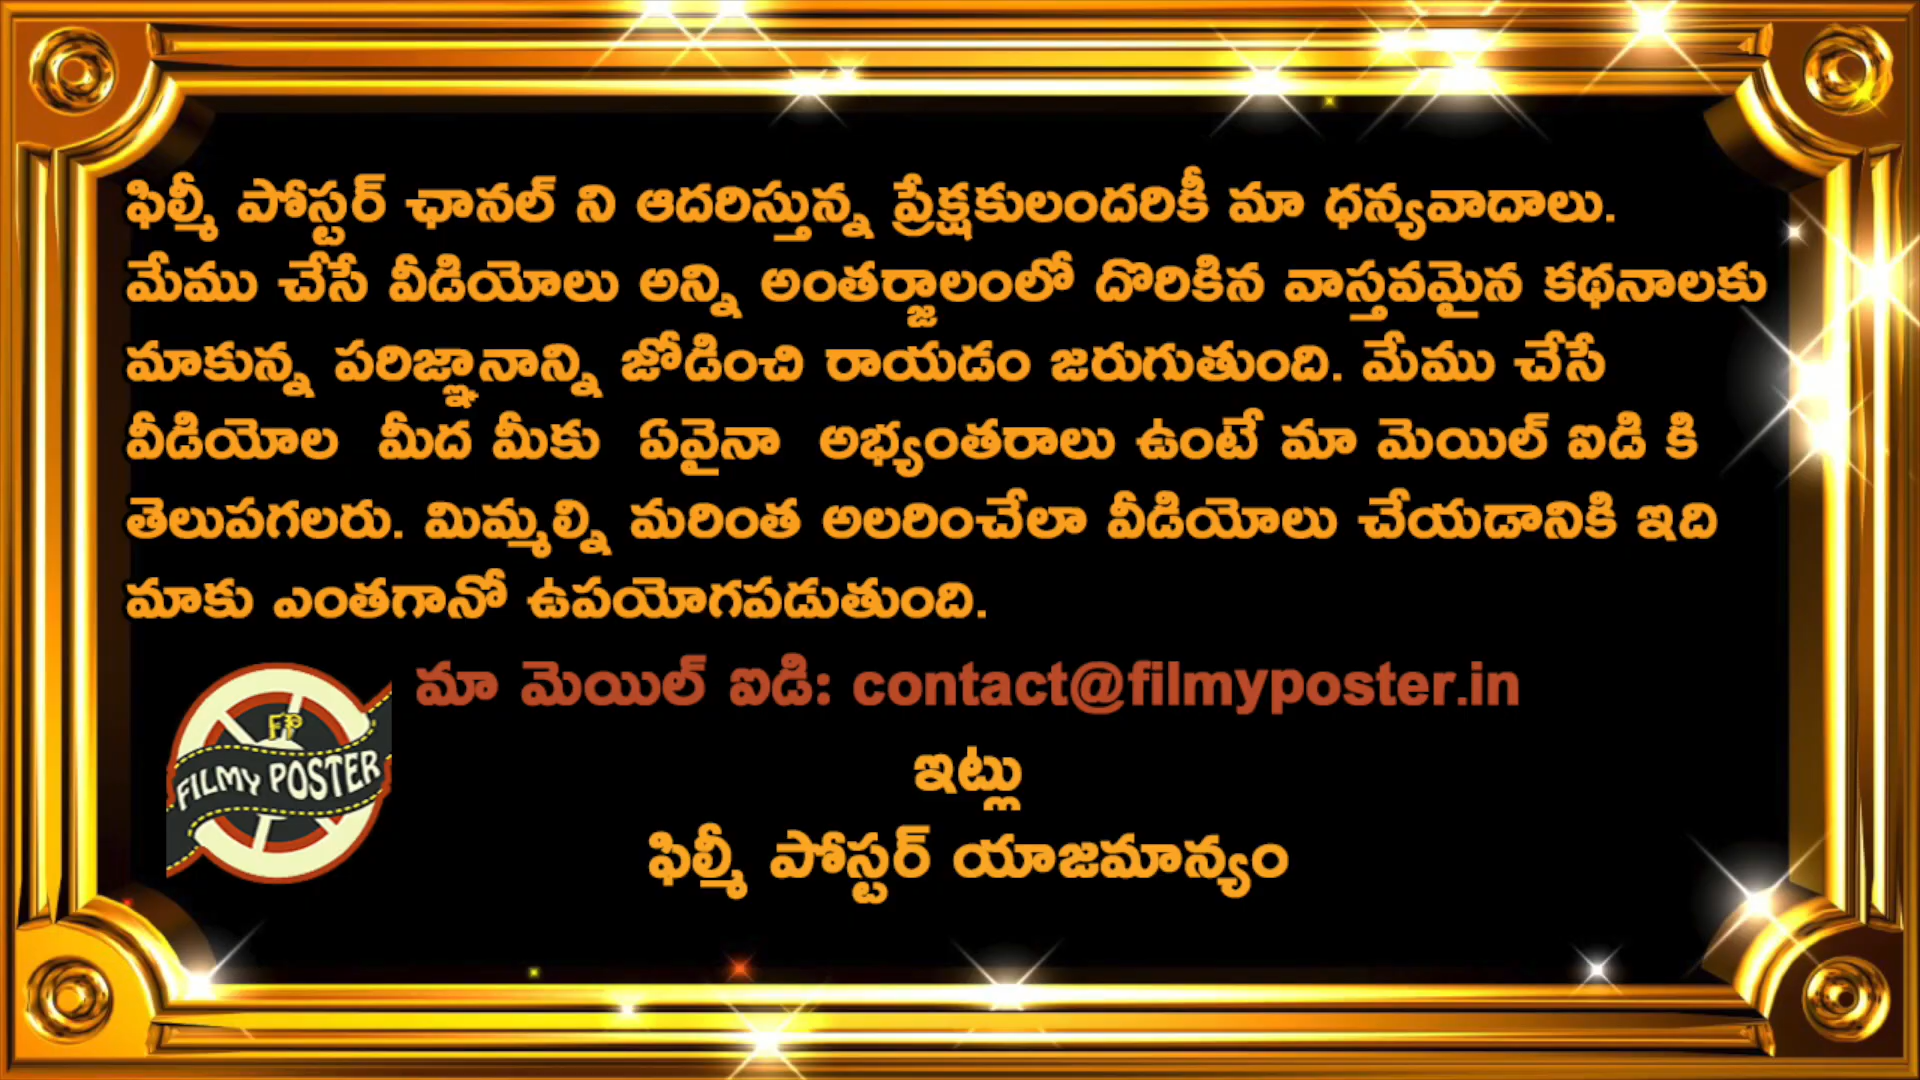 ఫిల్మీ పోస్టర్ ఛానల్ ని ఆదరిస్తున్న ప్రేక్షకులందరికీ మా ధన్యవాదాలు.
మేము చేసే వీడియోలు అన్ని అంతర్జాలంలో దొరికిన వాస్తవమైన కథనాలకు
మాకున్న పరిజ్ఞానాన్ని జోడించి రాయడం జరుగుతుంది. మేము చేసే
వీడియోల మీద మీకు ఏవైనా అభ్యంతరాలు ఉంటే మా మెయిల్ ఐడి కి
తెలుపగలరు. మిమ్మల్ని మరింత అలరించేలా వీడియోలు చేయడానికి ఇది
మాకు ఎంతగానో ఉపయోగపడుతుంది.
మా మెయిల్ ఐడి: contact@filmyposter.in
FP
FILMY POSTER
ఇట్లు
ఫిల్మీ పోస్టర్ యాజమాన్యం